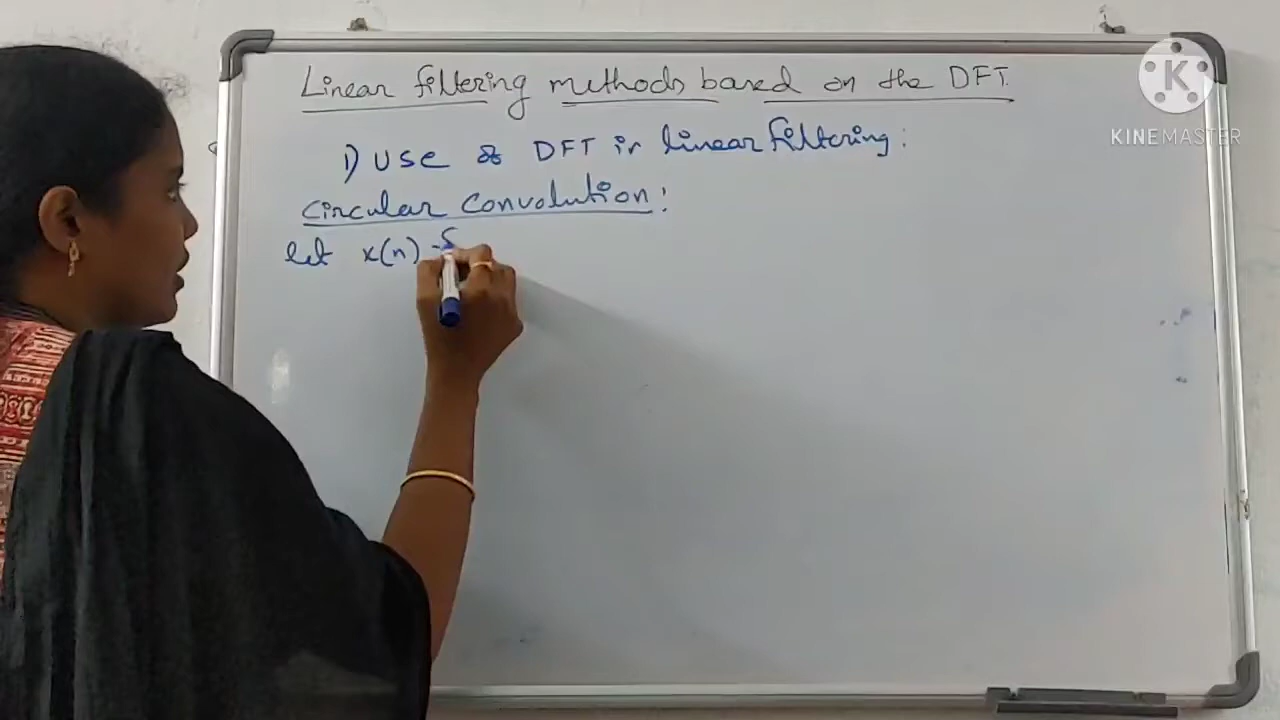 Linear filtering methods based on the DFT.
1) USE of DFT in linear filtering:
Circular Convolution:
let x(n) = {
K
KINEMASTER